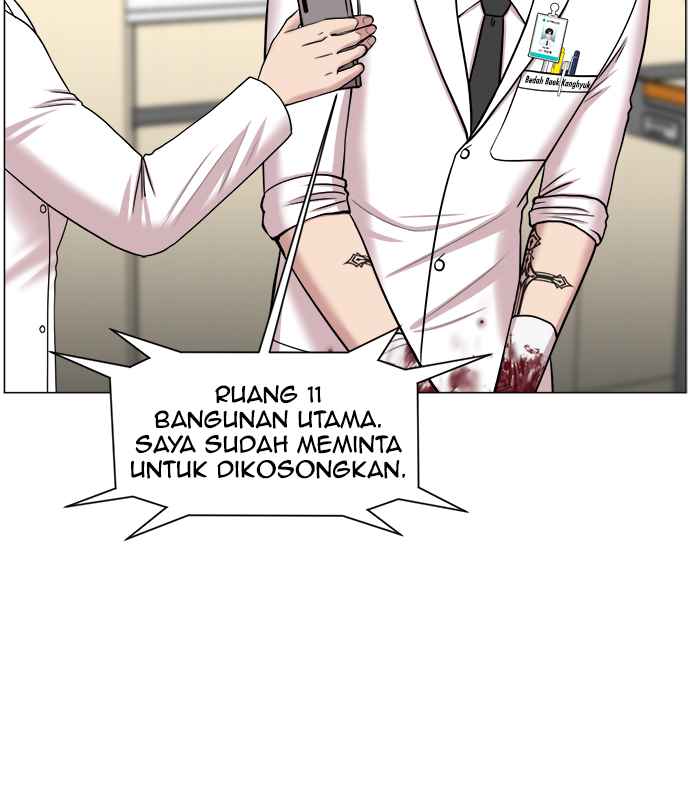 Bedah Baek Kanghyuk
RUANG 11
BANGUNAN UTAMA.
SAYA SUDAH MEMINTA
UNTUK DIKOSONGKAN.